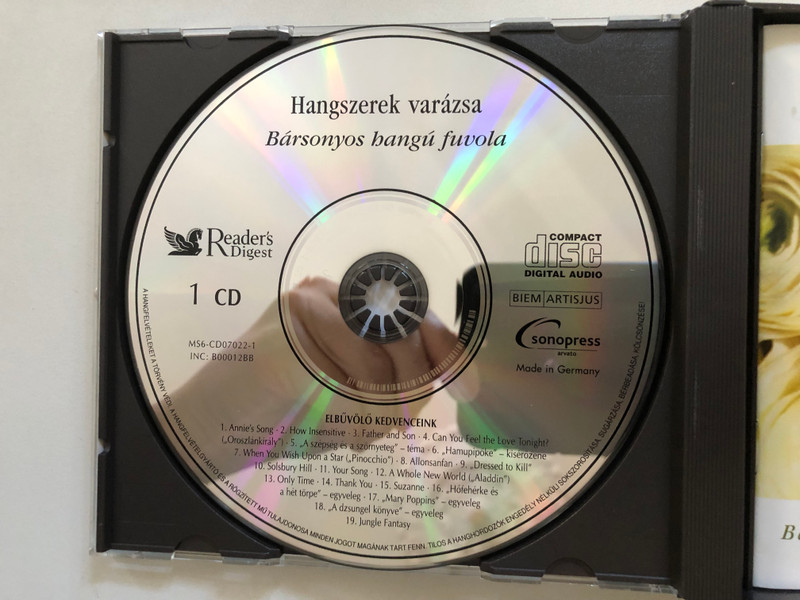 Hangszerek varázsa
Bársonyos hangú fuvola
Reader's
Digest
1 CD
MS6-CD07022-1
INC: B00012BB
COMPACT
disc
DIGITAL AUDIO
BIEM ARTISJUS
sonopress
arvato
Made in Germany
ELBŰVÖLŐ KEDVENCEINK
1. Annie's Song · 2. How Insensitive · 3. Father and Son · 4. Can You Feel the Love Tonight?
(„Oroszlánkirály") · 5. „A szépség és a szörnyeteg" – téma · 6. „Hamupipőke" – kísérőzene
7. When You Wish Upon a Star („Pinocchio") · 8. Allonsanfan · 9. „Dressed to Kill"
10. Solsbury Hill · 11. Your Song · 12. A Whole New World („Aladdin")
13. Only Time · 14. Thank You · 15. Suzanne · 16. „Hófehérke és
a hét törpe" – egyveleg · 17. „Mary Poppins" – egyveleg
18. „A dzsungel könyve" – egyveleg
19. Jungle Fantasy
A HANGFELVÉTELEKET A TÖRVÉNY VÉDI. A HANGFELVÉTELGYÁRTÓ ÉS A RÖGZÍTETT MŰ TULAJDONOSA MINDEN JOGOT MAGÁNAK TART FENN. TILOS A HANGHORDOZÓK ENGEDÉLY NÉLKÜLI SOKSZOROSÍTÁSA, SUGÁRZÁSA, BÉRBEADÁSA, KÖLCSÖNZÉSE!